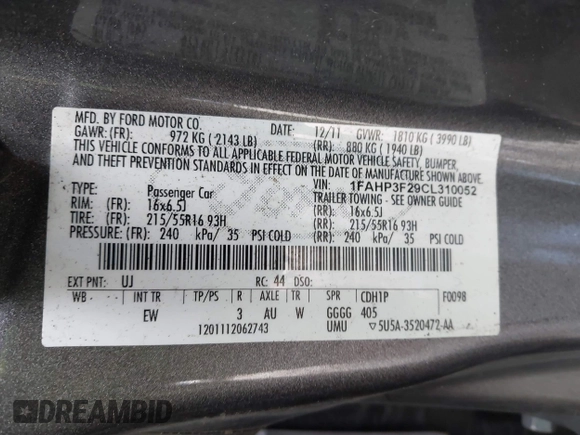 MFD. BY FORD MOTOR CO. 12/11 GVWR: 1810 KG ( 3990 LB)
GAWR: (FR) 972 KG ( 2143 LB) (RR) 880 KG ( 1940 LB)
THIS VEHICLE CONFORMS TO ALL APPLICABLE FEDERAL MOTOR VEHICLE SAFETY, BUMPER,
AND THEFT PREVENTION STANDARDS IN EFFECT ON THE DATE OF MANUFACTURE SHOWN ABOVE.
VIN: 1FAHP3F29CL310052
TYPE: Passenger Car TRAILER TOWING - SEE OWNER GUIDE
RIM: (FR) 16x6.5J (RR) 16x6.5J
TIRE: (FR) 215/55R16 93H (RR) 215/55R16 93H
PRESSURE: (FR) 240 kPa/ 35 PSI COLD (RR) 240 kPa/ 35 PSI COLD
EXT PNT: UJ RC: 44 DSO:
WB INT TR TP/PS R AXLE TR SPR CDH1P F0098
EW 3 AU W GGGG 405
1201112062743 UMU ▽5U5A-3520472-AA
DREAMBID